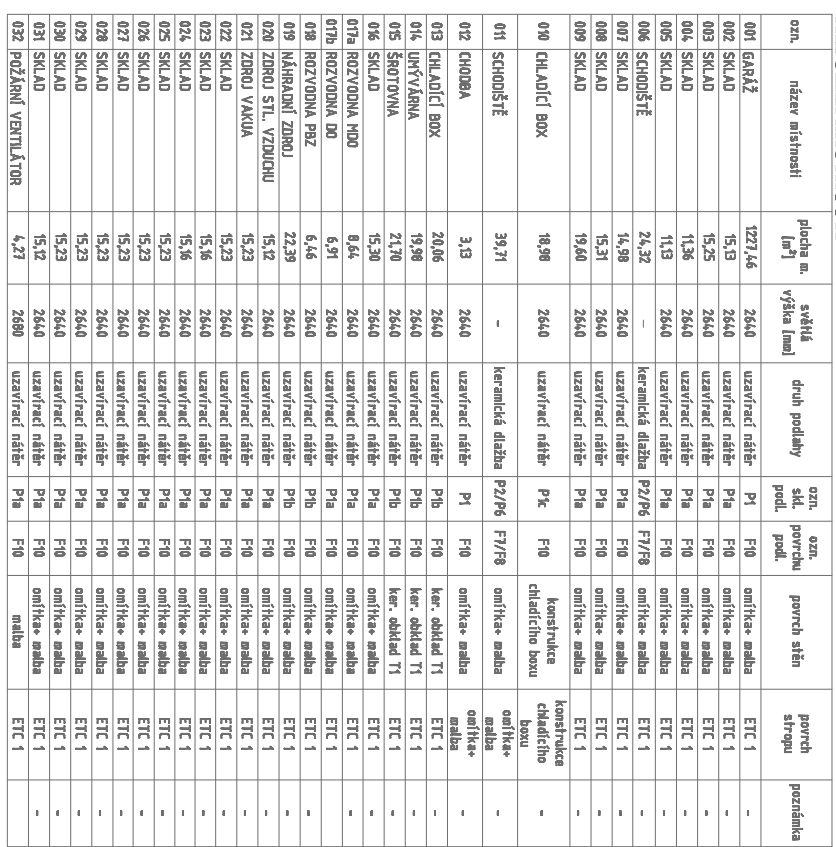 ozn. název místnosti plocha m. [m²] světlá výška [mm] druh podlahy ozn. skl. podl. ozn. povrchu podl. povrch stěn povrch stropu poznámka
001 GARÁŽ 1227,46 2640 uzavírací nátěr P1 F10 omítka+ malba ETC 1 -
002 SKLAD 15,13 2640 uzavírací nátěr P1a F10 omítka+ malba ETC 1 -
003 SKLAD 15,25 2640 uzavírací nátěr P1a F10 omítka+ malba ETC 1 -
004 SKLAD 11,36 2640 uzavírací nátěr P1a F10 omítka+ malba ETC 1 -
005 SKLAD 11,13 2640 uzavírací nátěr P1a F10 omítka+ malba ETC 1 -
006 SCHODIŠTĚ 24,32 - keramická dlažba P2/P6 F7/F8 omítka+ malba ETC 1 -
007 SKLAD 14,98 2640 uzavírací nátěr P1a F10 omítka+ malba ETC 1 -
008 SKLAD 15,31 2640 uzavírací nátěr P1a F10 omítka+ malba ETC 1 -
009 SKLAD 19,60 2640 uzavírací nátěr P1a F10 omítka+ malba ETC 1 -
010 CHLADÍCÍ BOX 18,98 2640 uzavírací nátěr P1c F10 konstrukce chladícího boxu konstrukce chladícího boxu -
011 SCHODIŠTĚ 39,71 - keramická dlažba P2/P6 F7/F8 omítka+ malba omítka+ malba -
012 CHODBA 3,13 2640 uzavírací nátěr P1 F10 omítka+ malba omítka+ malba -
013 CHLADÍCÍ BOX 20,06 2640 uzavírací nátěr P1b F10 ker. obklad T1 ETC 1 -
014 UMÝVÁRNA 19,98 2640 uzavírací nátěr P1b F10 ker. obklad T1 ETC 1 -
015 ŠROTOVNA 21,70 2640 uzavírací nátěr P1b F10 ker. obklad T1 ETC 1 -
016 SKLAD 15,30 2640 uzavírací nátěr P1a F10 omítka+ malba ETC 1 -
017a ROZVODNA MDO 8,64 2640 uzavírací nátěr P1b F10 omítka+ malba ETC 1 -
017b ROZVODNA DO 6,91 2640 uzavírací nátěr P1b F10 omítka+ malba ETC 1
018 ROZVODNA PBZ 6,46 2640 uzavírací nátěr P1b F10 omítka+ malba ETC 1
019 NÁHRADNÍ ZDROJ 22,39 2640 uzavírací nátěr P1b F10 omítka+ malba ETC 1 -
020 ZDROJ STL. VZDUCHU 15,12 2640 uzavírací nátěr P1a F10 omítka+ malba ETC 1 -
021 ZDROJ VAKUA 15,23 2640 uzavírací nátěr P1a F10 omítka+ malba ETC 1 -
022 SKLAD 15,23 2640 uzavírací nátěr P1a F10 omítka+ malba ETC 1 -
023 SKLAD 15,16 2640 uzavírací nátěr P1a F10 omítka+ malba ETC 1 -
024 SKLAD 15,16 2640 uzavírací nátěr P1a F10 omítka+ malba ETC 1 -
025 SKLAD 15,23 2640 uzavírací nátěr P1a F10 omítka+ malba ETC 1 -
026 SKLAD 15,23 2640 uzavírací nátěr P1a F10 omítka+ malba ETC 1 -
027 SKLAD 15,23 2640 uzavírací nátěr P1a F10 omítka+ malba ETC 1 -
028 SKLAD 15,23 2640 uzavírací nátěr P1a F10 omítka+ malba ETC 1 -
029 SKLAD 15,23 2640 uzavírací nátěr P1a F10 omítka+ malba ETC 1 -
030 SKLAD 15,23 2640 uzavírací nátěr P1a F10 omítka+ malba ETC 1 -
031 SKLAD 15,12 2640 uzavírací nátěr P1a F10 omítka+ malba ETC 1 -
032 POŽÁRNÍ VENTILÁTOR 4,27 2680 uzavírací nátěr P1a F10 malba ETC 1